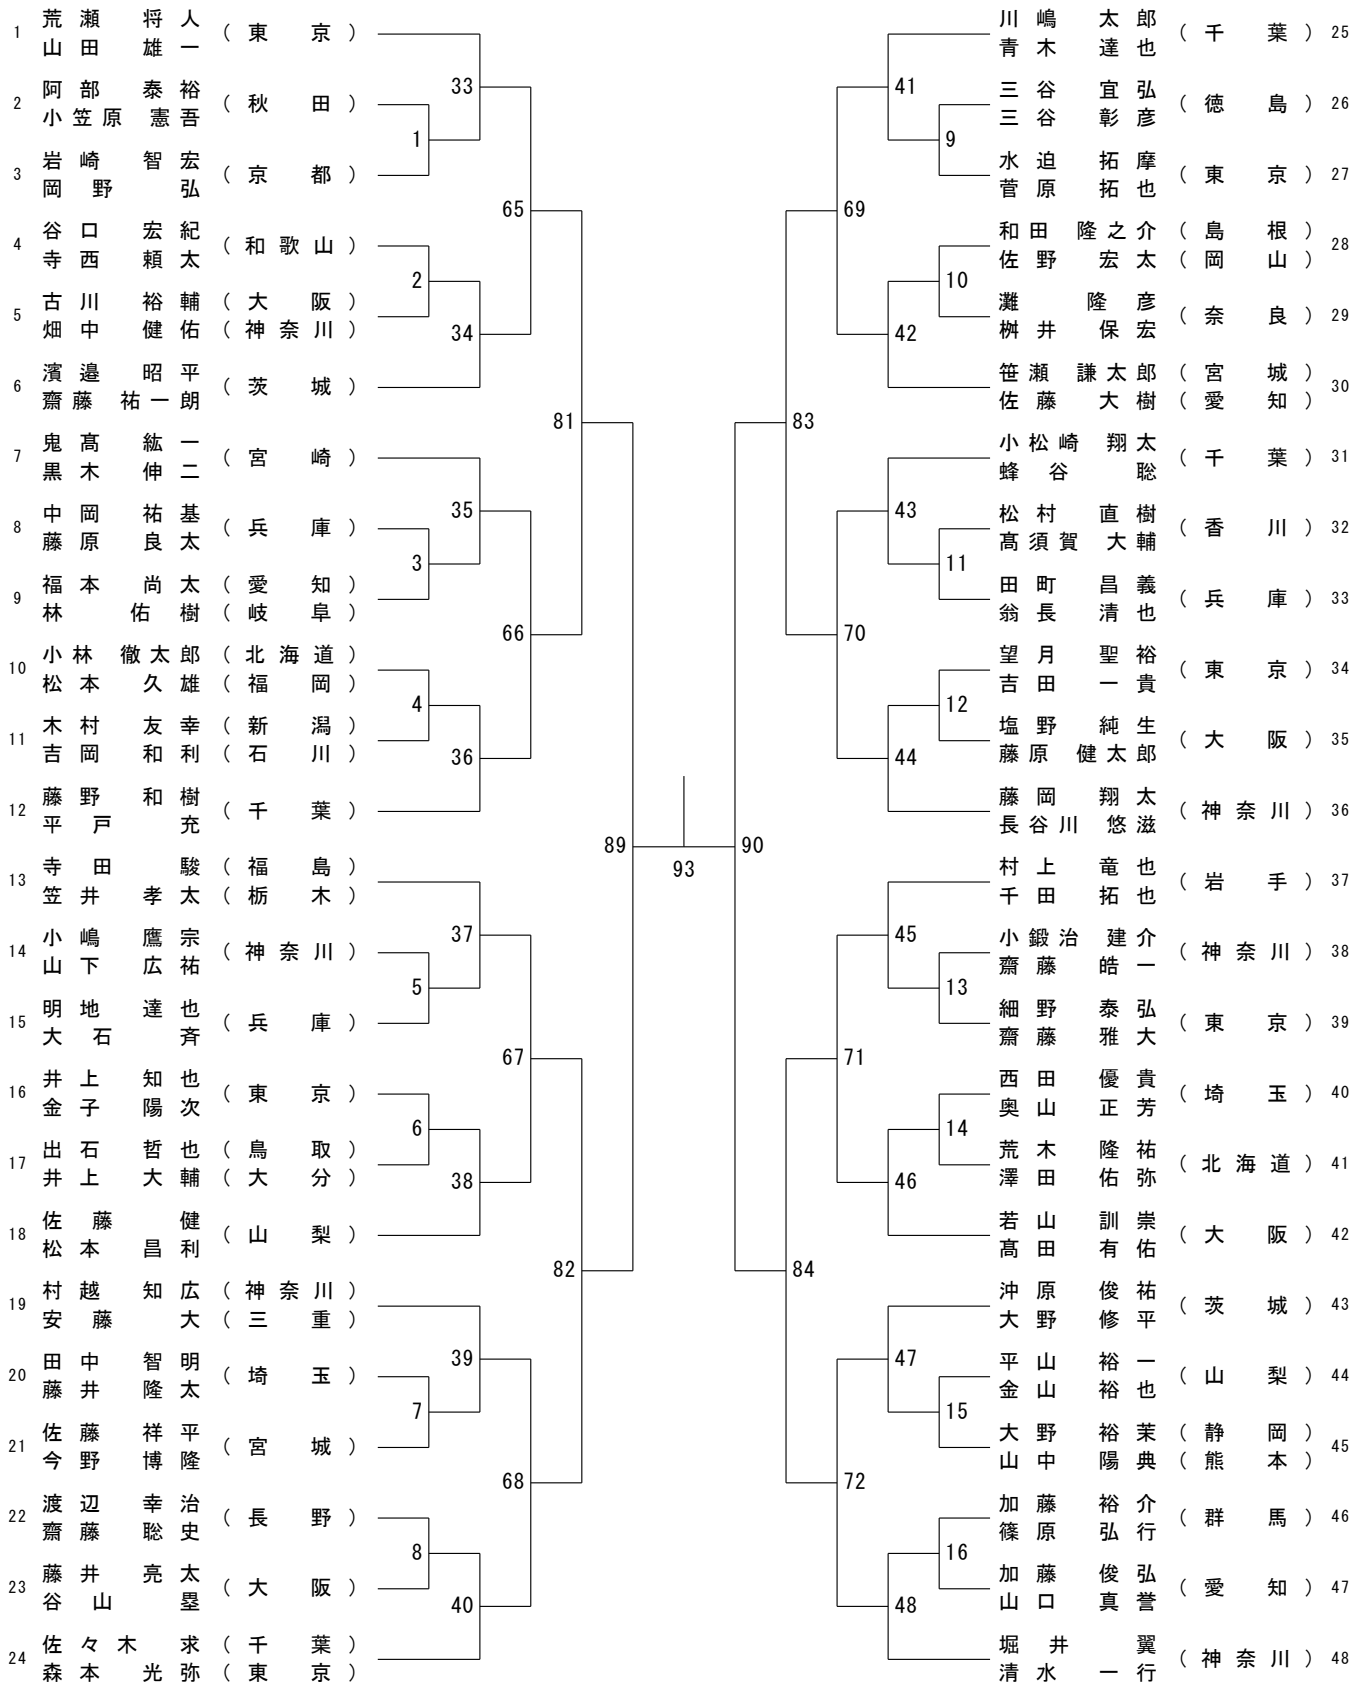 1 荒瀬 将人 (東京)
山田 雄一
2 阿部 泰裕 (秋田)
小笠原 憲吾
3 岩崎 智宏 (京都)
岡野 弘
4 谷口 宏紀 (和歌山)
寺西 頼太
5 古川 裕輔 (大阪)
畑中 健佑 (神奈川)
6 濱邉 昭平 (茨城)
齋藤 祐一朗
7 鬼髙 紘一 (宮崎)
黒木 伸二
8 中岡 祐基 (兵庫)
藤原 良太
9 福本 尚太 (愛知)
林 佑樹 (岐阜)
10 小林 徹太郎 (北海道)
松本 久雄 (福岡)
11 木村 友幸 (新潟)
吉岡 和利 (石川)
12 藤野 和樹 (千葉)
平戸 充
13 寺田 駿 (福島)
笠井 孝太 (栃木)
14 小嶋 鷹宗 (神奈川)
山下 広祐
15 明地 達也 (兵庫)
大石 斉
16 井上 知也 (東京)
金子 陽次
17 出石 哲也 (鳥取)
井上 大輔 (大分)
18 佐藤 健 (山梨)
松本 昌利
19 村越 知広 (神奈川)
安藤 大 (三重)
20 田中 智明 (埼玉)
藤井 隆太
21 佐藤 祥平 (宮城)
今野 博隆
22 渡辺 幸治 (長野)
齋藤 聡史
23 藤井 亮太 (大阪)
谷山 塁
24 佐々木 求 (千葉)
森本 光弥 (東京)
33
1
65
2
34
81
35
3
66
4
36
89
37
5
67
6
38
82
39
7
68
8
40
93
90
41
9
69
10
42
83
43
11
70
12
44
45
13
71
14
46
84
47
15
72
16
48
川嶋 太郎 (千葉) 25
青木 達也
三谷 宜弘 (徳島) 26
三谷 彰彦
水迫 拓摩 (東京) 27
菅原 拓也
和田 隆之介 (島根) 28
佐野 宏太 (岡山)
灘 隆彦 (奈良) 29
桝井 保宏
笹瀬 謙太郎 (宮城) 30
佐藤 大樹 (愛知)
小松崎 翔太 (千葉) 31
蜂谷 聡
松村 直樹 (香川) 32
髙須賀 大輔
田町 昌義 (兵庫) 33
翁長 清也
望月 聖裕 (東京) 34
吉田 一貴
塩野 純生 (大阪) 35
藤原 健太郎
藤岡 翔太 (神奈川) 36
長谷川 悠滋
村上 竜也 (岩手) 37
千田 拓也
小鍛治 建介 (神奈川) 38
齋藤 皓一
細野 泰弘 (東京) 39
齋藤 雅大
西田 優貴 (埼玉) 40
奥山 正芳
荒木 隆祐 (北海道) 41
澤田 佑弥
若山 訓崇 (大阪) 42
髙田 有佑
沖原 俊祐 (茨城) 43
大野 修平
平山 裕一 (山梨) 44
金山 裕也
大野 裕茉 (静岡) 45
山中 陽典 (熊本)
加藤 裕介 (群馬) 46
篠原 弘行
加藤 俊弘 (愛知) 47
山口 真誉
堀井 翼 (神奈川) 48
清水 一行